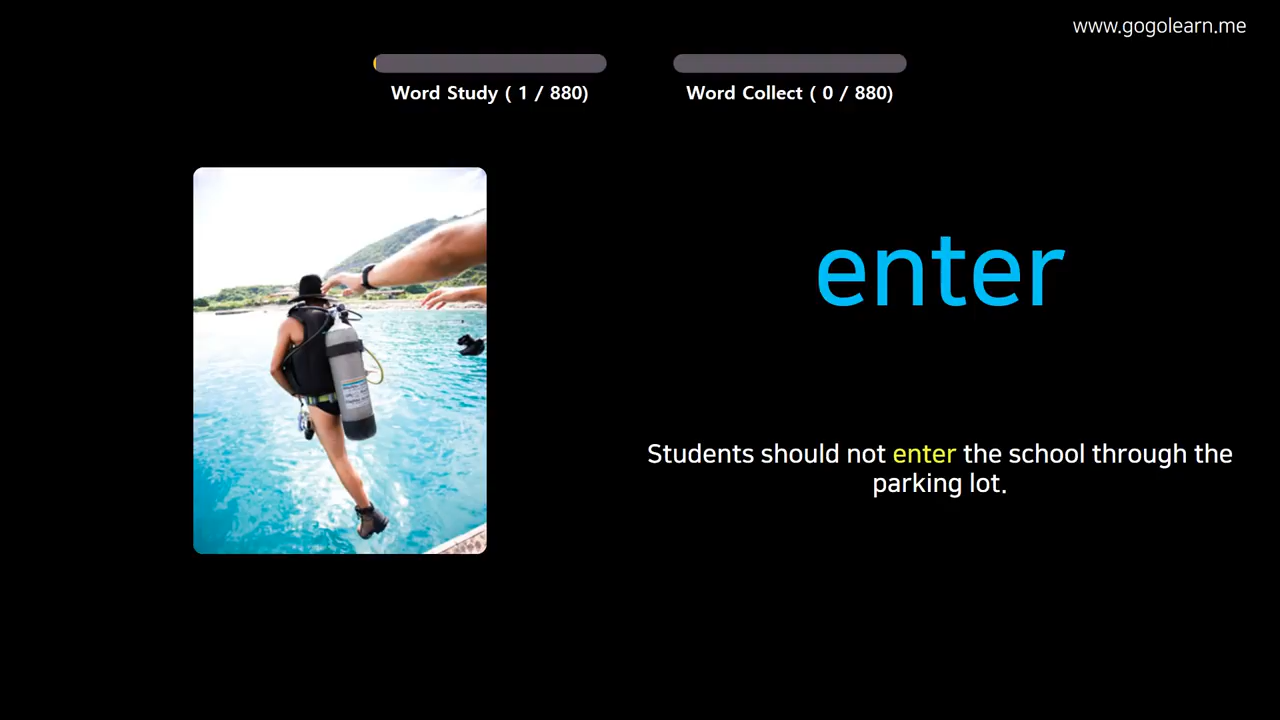 www.gogolearn.me
Word Study ( 1 / 880)
Word Collect ( 0 / 880)
enter
Students should not enter the school through the
parking lot.